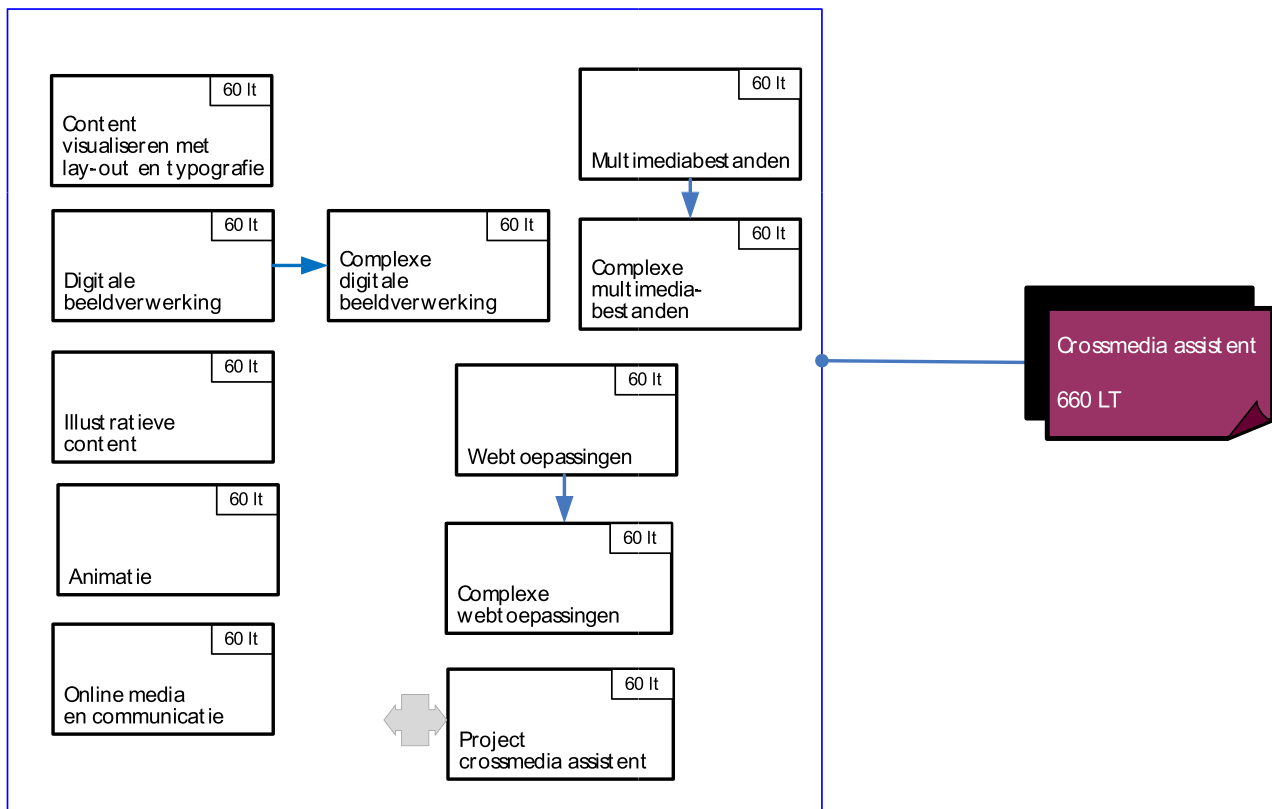 60 lt
Content
visualiseren met
lay-out en typografie
60 lt
Multimediabestanden
60 lt
Digitale
beeldverwerking
60 lt
Complexe
digitale
beeldverwerking
60 lt
Complexe
multimedia-
bestanden
Crossmedia assistent
660 LT
60 lt
Illustratieve
content
60 lt
Webtoepassingen
60 lt
Animatie
60 lt
Complexe
webtoepassingen
60 lt
Online media
en communicatie
60 lt
Project
crossmedia assistent